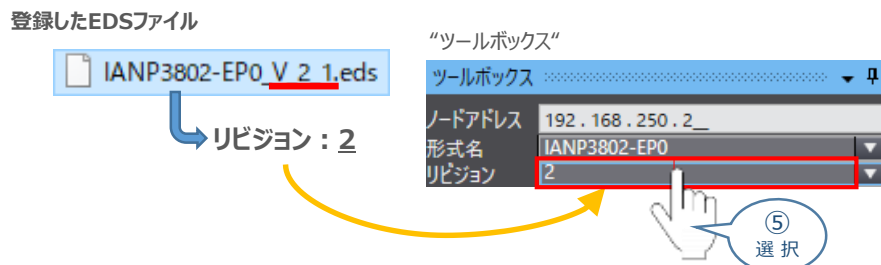 登録したEDSファイル
IANP3802-EP0_V_2_1.eds
リビジョン：2
“ツールボックス“
ツールボックス
ノードアドレス 192 . 168 . 250 . 2_
形式名 IANP3802-EP0
リビジョン 2
⑤
選 択